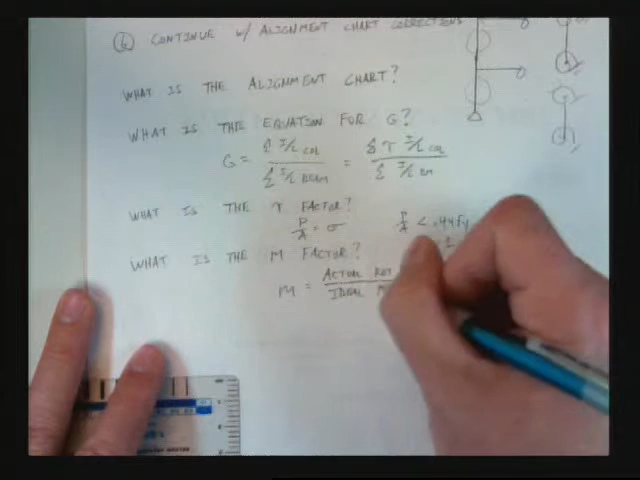 ⑥ CONTINUE W/ ALIGNMENT CHART CORRECTIONS
WHAT IS THE ALIGNMENT CHART?
WHAT IS THE EQUATION FOR G?
G = Σ I/L COL / Σ I/L BEAM = Σ τ I/L COL / Σ I/L BM
WHAT IS THE τ FACTOR?
P/A = σ P/A < .44Fy
WHAT IS THE M FACTOR?
M = ACTUAL ROT / IDEAL